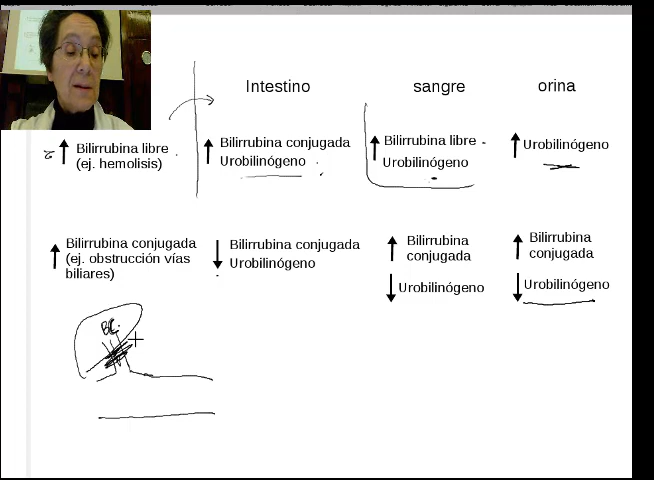 Intestino sangre orina
Bilirrubina libre
(ej. hemolisis)
Bilirrubina conjugada
Urobilinógeno
Bilirrubina libre
Urobilinógeno
Urobilinógeno
Bilirrubina conjugada
(ej. obstrucción vías
biliares)
Bilirrubina conjugada
Urobilinógeno
Bilirrubina
conjugada
Urobilinógeno
Bilirrubina
conjugada
Urobilinógeno
BC.